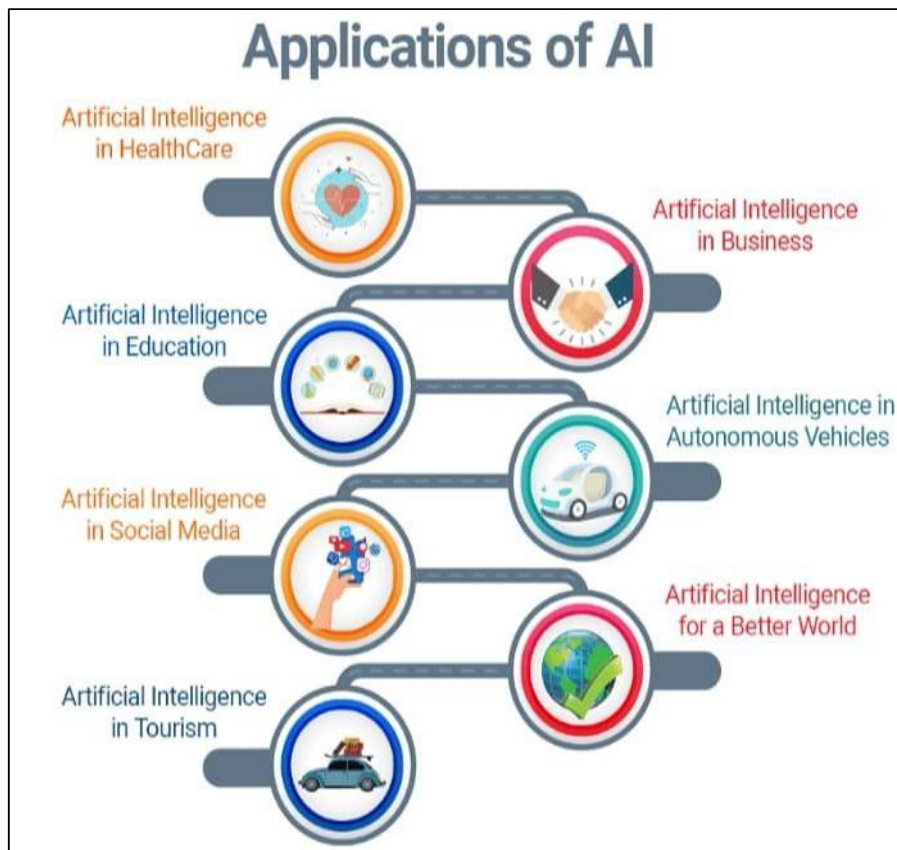 Applications of AI
Artificial Intelligence
in HealthCare
Artificial Intelligence
in Business
Artificial Intelligence
in Education
Artificial Intelligence in
Autonomous Vehicles
Artificial Intelligence
in Social Media
Artificial Intelligence
for a Better World
Artificial Intelligence
in Tourism